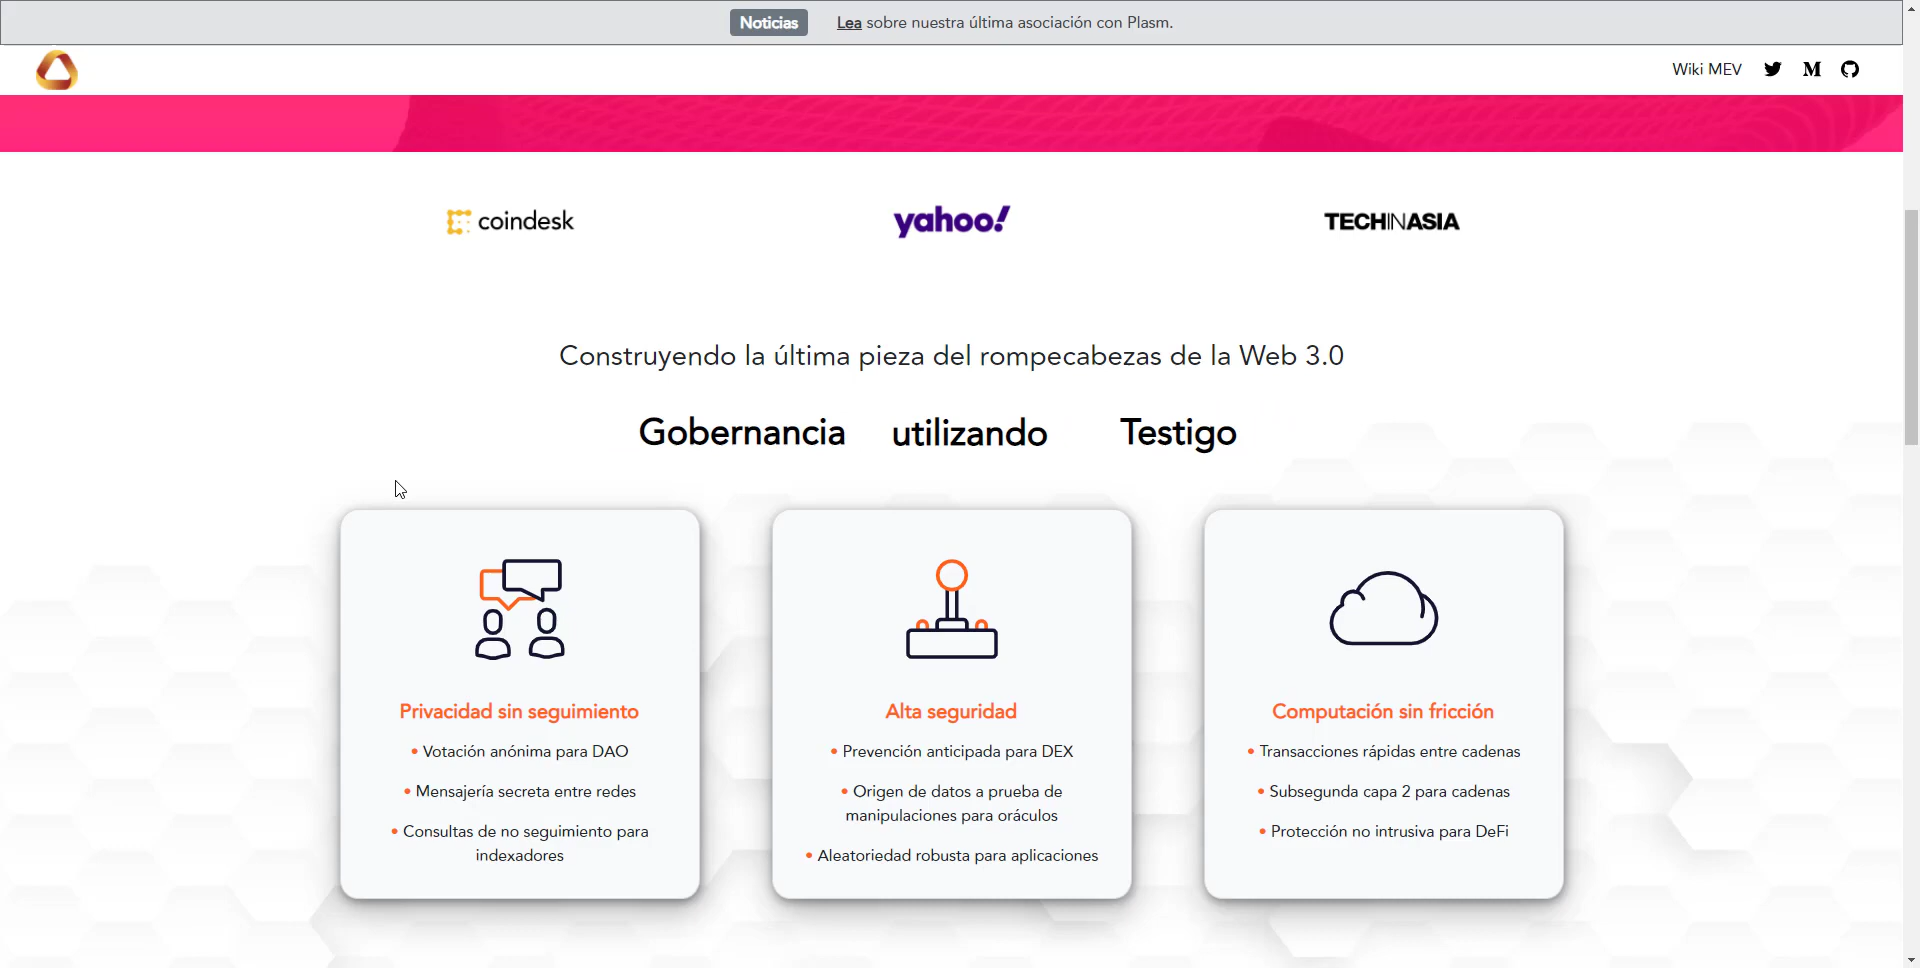 Noticias Lea sobre nuestra última asociación con Plasm.
Wiki MEV
coindesk yahoo! TECHINASIA
Construyendo la última pieza del rompecabezas de la Web 3.0
Gobernancia utilizando Testigo
Privacidad sin seguimiento
• Votación anónima para DAO
• Mensajería secreta entre redes
• Consultas de no seguimiento para
indexadores
Alta seguridad
• Prevención anticipada para DEX
• Origen de datos a prueba de
manipulaciones para oráculos
• Aleatoriedad robusta para aplicaciones
Computación sin fricción
• Transacciones rápidas entre cadenas
• Subsegunda capa 2 para cadenas
• Protección no intrusiva para DeFi